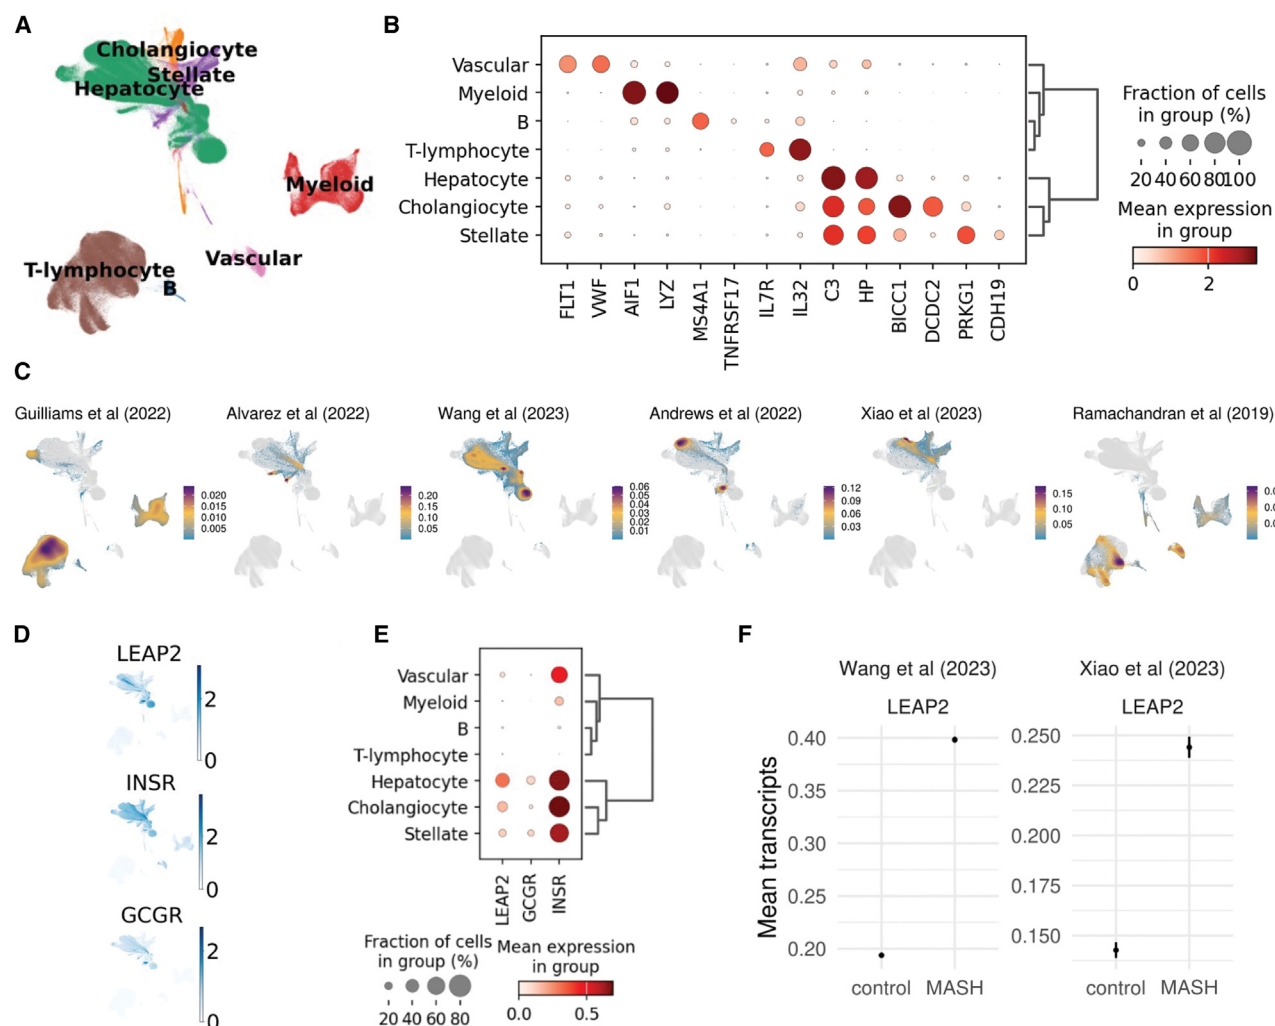 A
Cholangiocyte
Stellate
Hepatocyte
Myeloid
Vascular
T-lymphocyte
B
B
Vascular
Myeloid
B
T-lymphocyte
Hepatocyte
Cholangiocyte
Stellate
FLT1
VWF
AIF1
LYZ
MS4A1
TNFRSF17
IL7R
IL32
C3
HP
BICC1
DCDC2
PRKG1
CDH19
Fraction of cells
in group (%)
20 40 60 80100
Mean expression
in group
0 2
C
Guilliams et al (2022)
0.020
0.015
0.010
0.005
Alvarez et al (2022)
0.20
0.15
0.10
0.05
Wang et al (2023)
0.06
0.05
0.04
0.03
0.02
0.01
Andrews et al (2022)
0.12
0.09
0.06
0.03
Xiao et al (2023)
0.15
0.10
0.05
Ramachandran et al (2019)
D
LEAP2
2
0
INSR
2
0
GCGR
2
0
E
Vascular
Myeloid
B
T-lymphocyte
Hepatocyte
Cholangiocyte
Stellate
LEAP2
GCGR
INSR
Fraction of cells
in group (%)
20 40 60 80
Mean expression
in group
0.0 0.5
F
Mean transcripts
Wang et al (2023)
LEAP2
0.40
0.35
0.30
0.25
0.20
control MASH
Xiao et al (2023)
LEAP2
0.250
0.225
0.200
0.175
0.150
control MASH